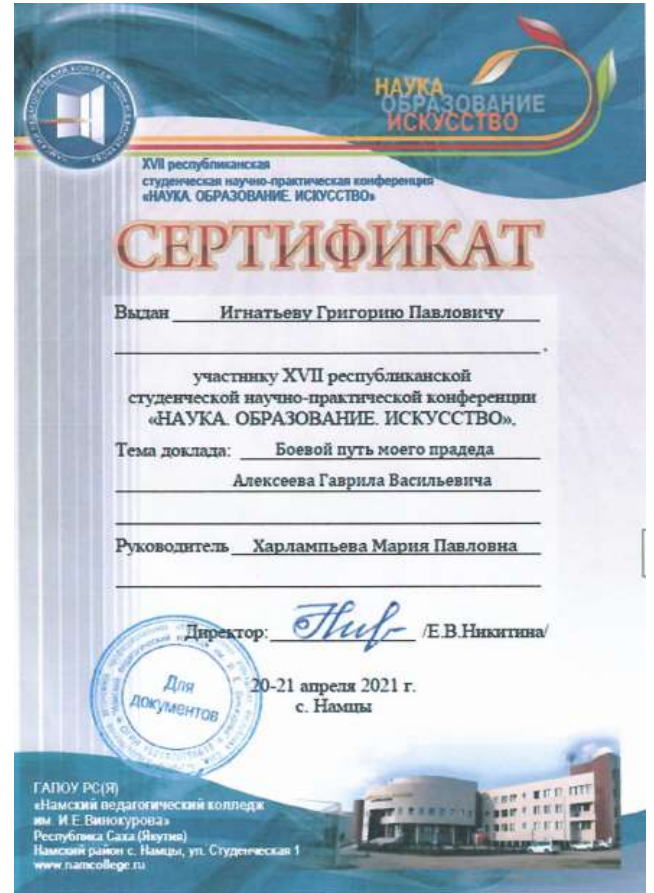 НАУКА
ОБРАЗОВАНИЕ
ИСКУССТВО
XVII республиканская
студенческая научно-практическая конференция
«НАУКА. ОБРАЗОВАНИЕ. ИСКУССТВО»
СЕРТИФИКАТ
Выдан Игнатьеву Григорию Павловичу
участнику XVII республиканской
студенческой научно-практической конференции
«НАУКА. ОБРАЗОВАНИЕ. ИСКУССТВО»,
Тема доклада: Боевой путь моего прадеда
Алексеева Гаврила Васильевича
Руководитель Харлампьева Мария Павловна
Директор: /Е.В.Никитина/
Для
документов
20-21 апреля 2021 г.
с. Намцы
ГАПОУ РС(Я)
«Намский педагогический колледж
им. И.Е.Винокурова»
Республика Саха (Якутия)
Намский район с. Намцы, ул. Студенческая 1
www.namcollege.ru